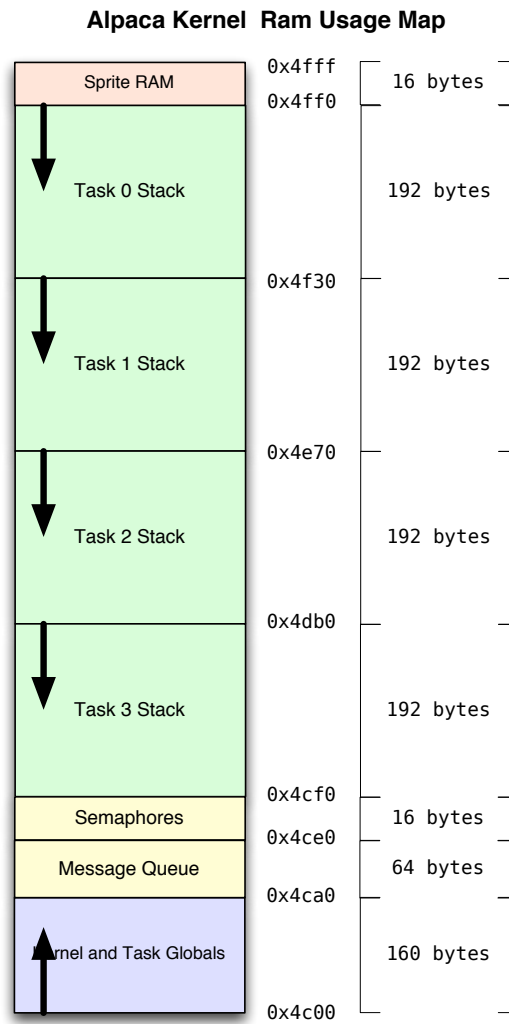 Alpaca Kernel Ram Usage Map
0x4fff
Sprite RAM
16 bytes
0x4ff0
Task 0 Stack
192 bytes
0x4f30
Task 1 Stack
192 bytes
0x4e70
Task 2 Stack
192 bytes
0x4db0
Task 3 Stack
192 bytes
0x4cf0
Semaphores
16 bytes
0x4ce0
Message Queue
64 bytes
0x4ca0
Kernel and Task Globals
160 bytes
0x4c00